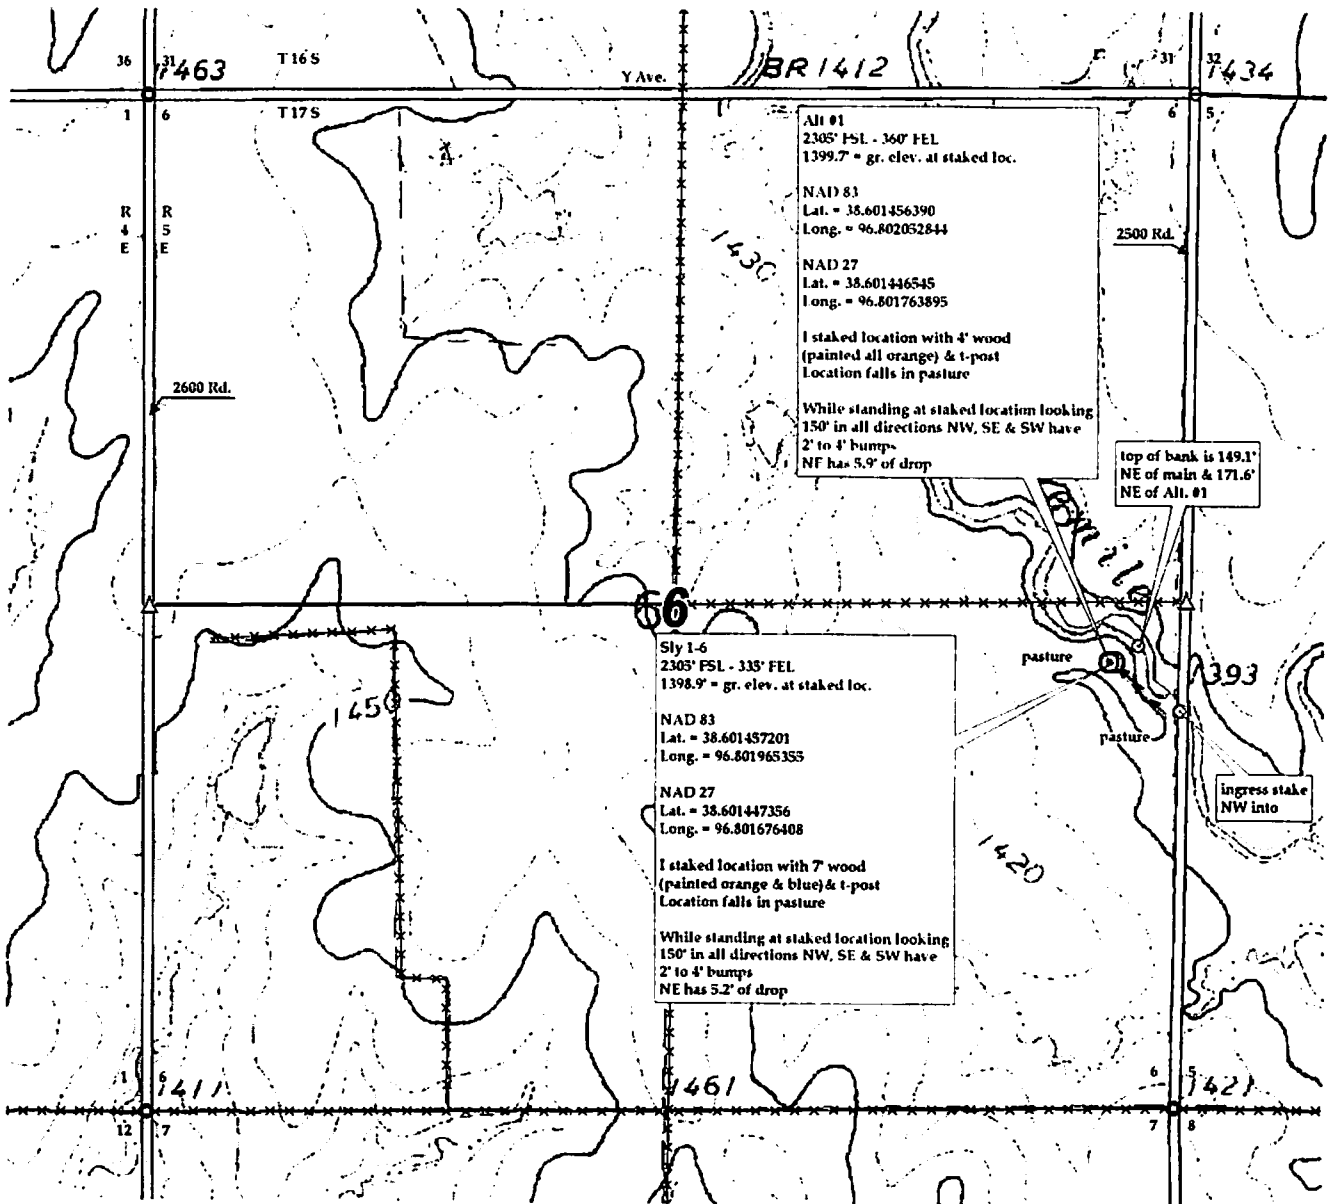 36
31
1463
T 16 S
Y Ave.
BR 1412
31
32
1434
1
6
T 17 S
6
5
Alt #1
2305' FSL - 360' FEL
1399.7' = gr. elev. at staked loc.
NAD 83
Lat. = 38.601456390
Long. = 96.802052844
NAD 27
Lat. = 38.601446545
Long. = 96.801763895
I staked location with 4' wood
(painted all orange) & t-post
Location falls in pasture
While standing at staked location looking
150' in all directions NW, SE & SW have
2' to 4' bumps
NE has 5.9' of drop
R
4
E
R
5
E
1430
2500 Rd.
2600 Rd.
top of bank is 149.1'
NE of main & 171.6'
NE of Alt. #1
mile
6
6
Sly 1-6
2305' FSL - 335' FEL
1398.9' = gr. elev. at staked loc.
NAD 83
Lat. = 38.601457201
Long. = 96.801965355
NAD 27
Lat. = 38.601447356
Long. = 96.801676408
I staked location with 7' wood
(painted orange & blue) & t-post
Location falls in pasture
While standing at staked location looking
150' in all directions NW, SE & SW have
2' to 4' bumps
NE has 5.2' of drop
pasture
1393
1450
pasture
ingress stake
NW into
1420
1
6
1411
1461
6
5
1421
12
7
7
8